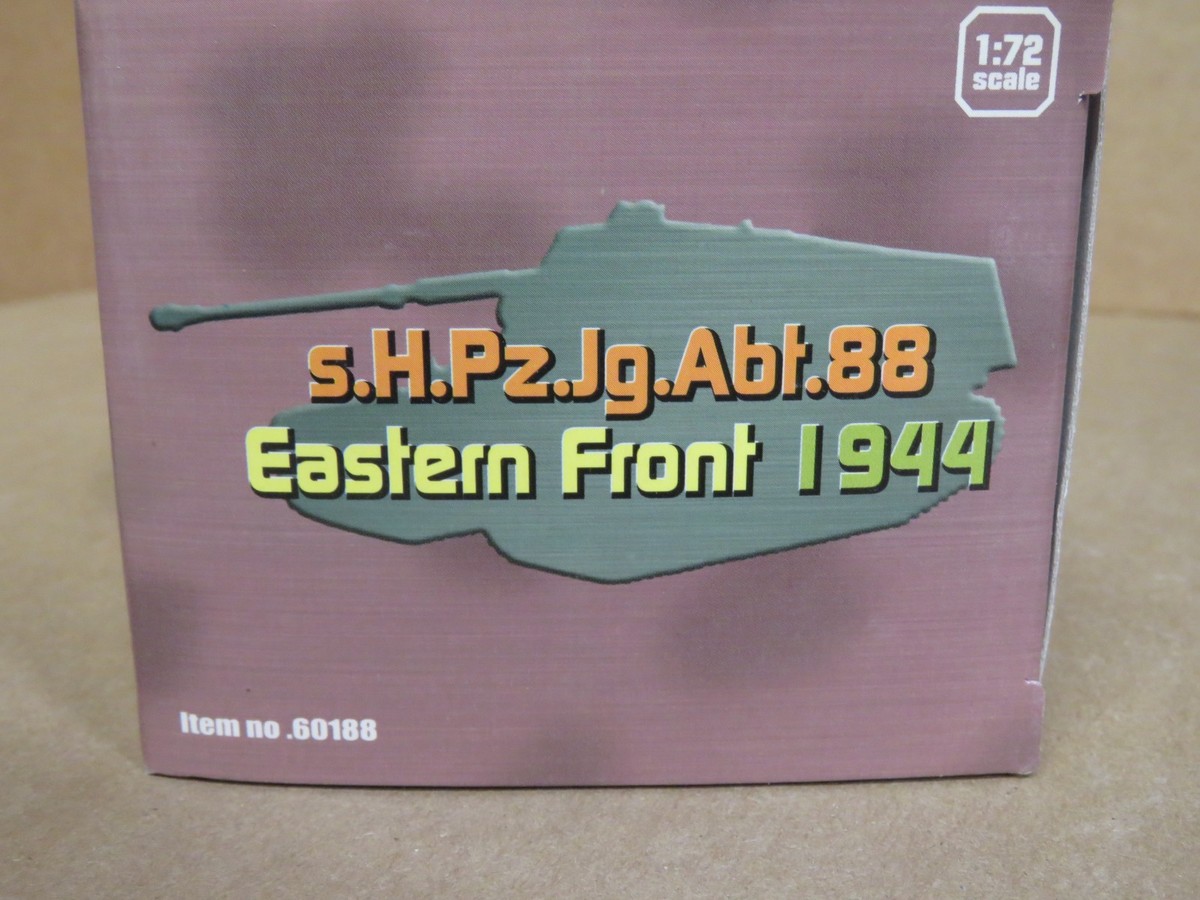 1:72
scale
s.H.Pz.Jg.Abt.88
Eastern Front 1944
Item no .60188